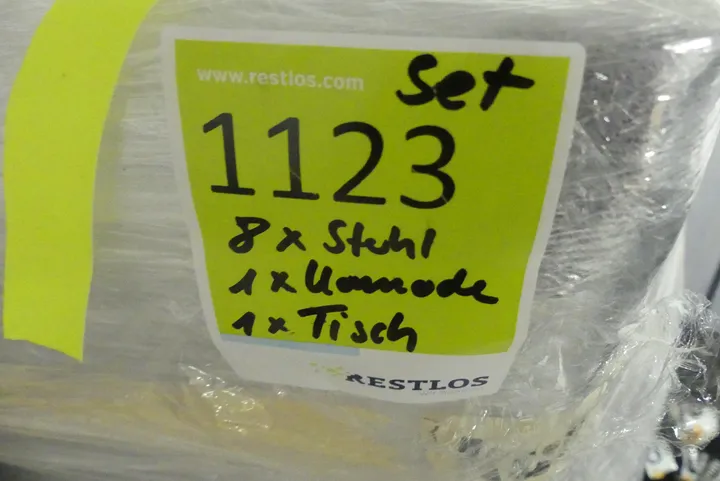 www.restlos.com
Set
1123
8 x Stuhl
1 x Kommode
1 x Tisch
RESTLOS